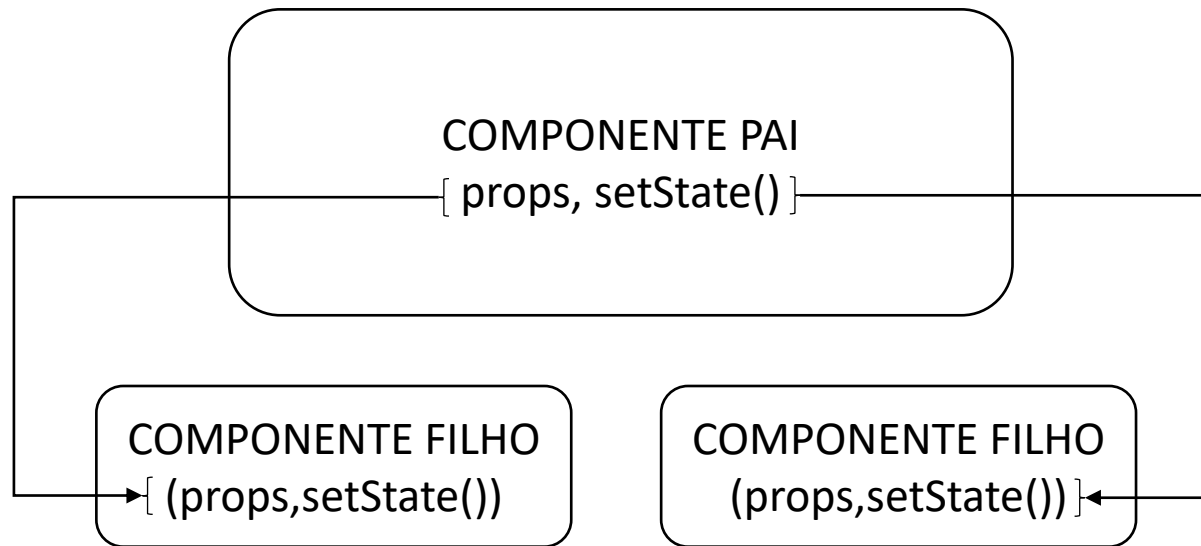 COMPONENTE PAI
{ props, setState() }
COMPONENTE FILHO
{ (props,setState())
COMPONENTE FILHO
(props,setState()) }